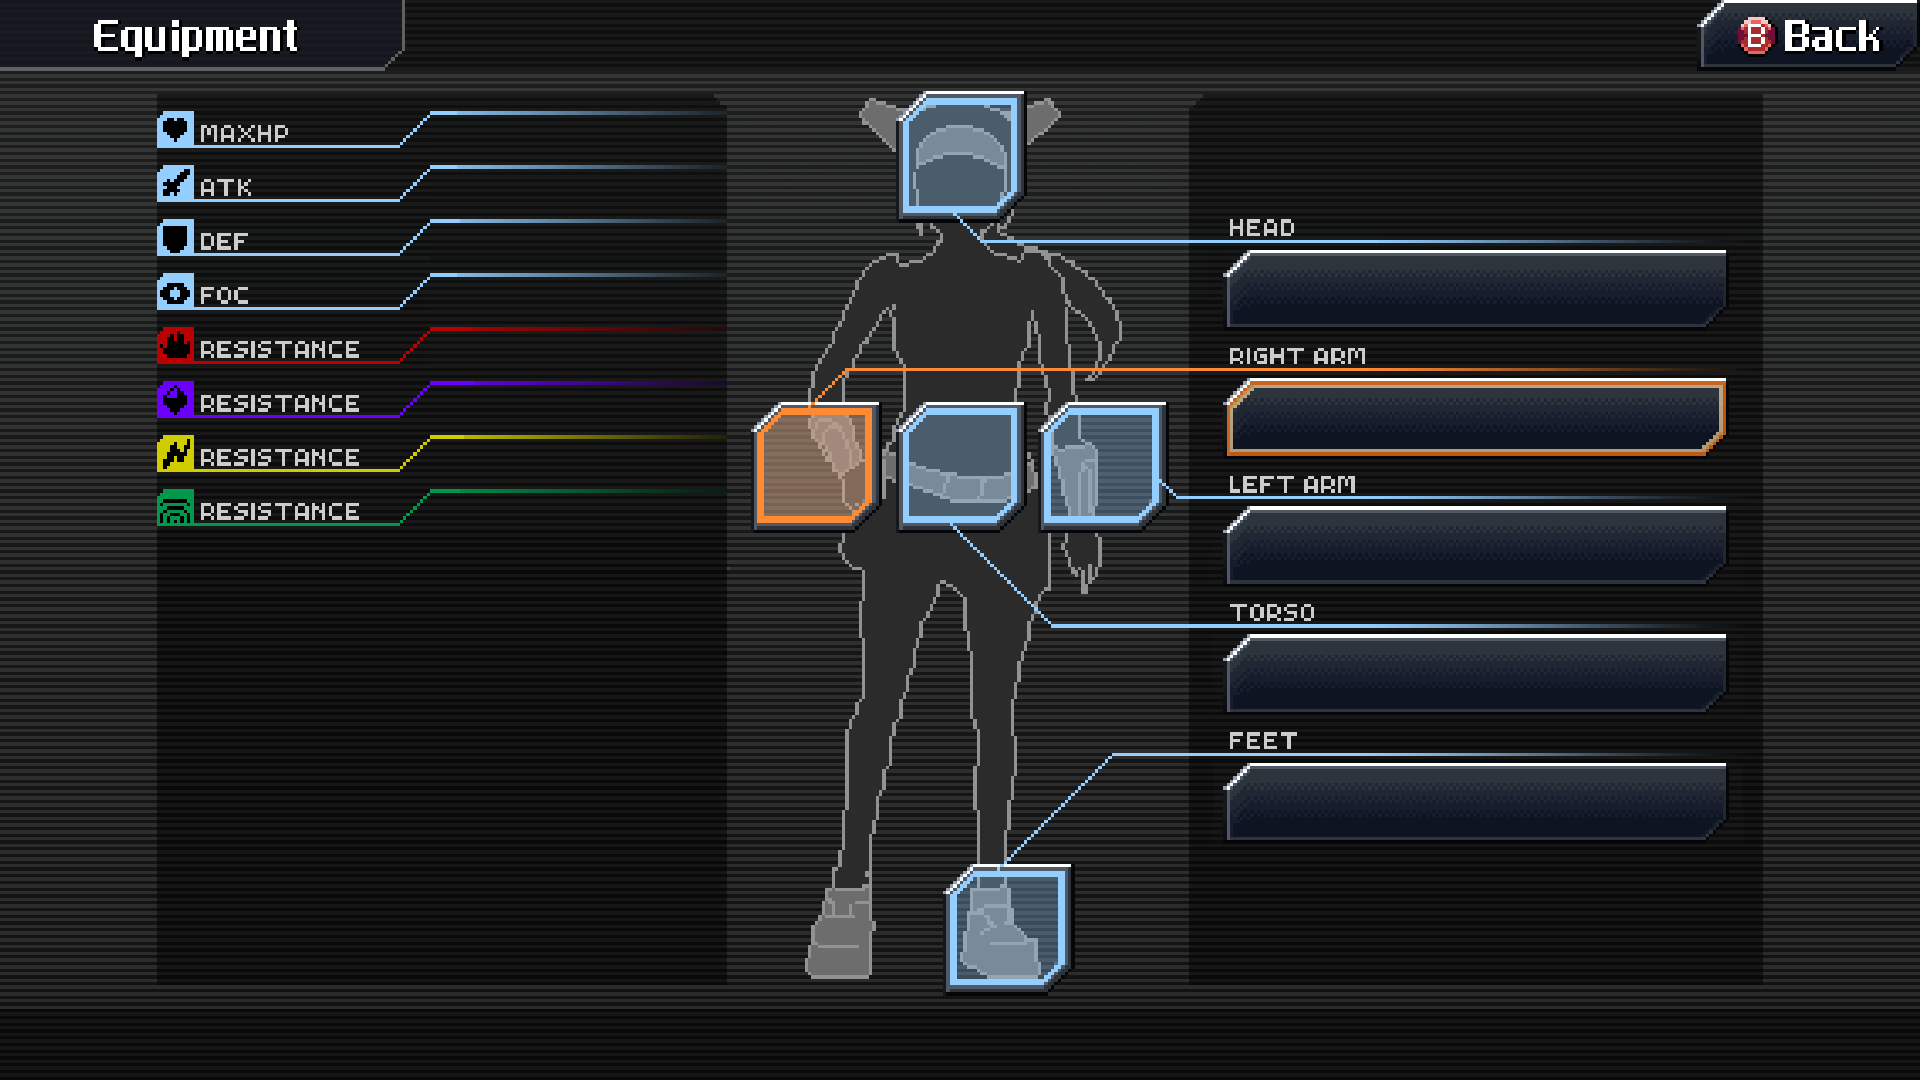 Equipment
B Back
MAXHP
ATK
DEF
FOC
RESISTANCE
RESISTANCE
RESISTANCE
RESISTANCE
HEAD
RIGHT ARM
LEFT ARM
TORSO
FEET